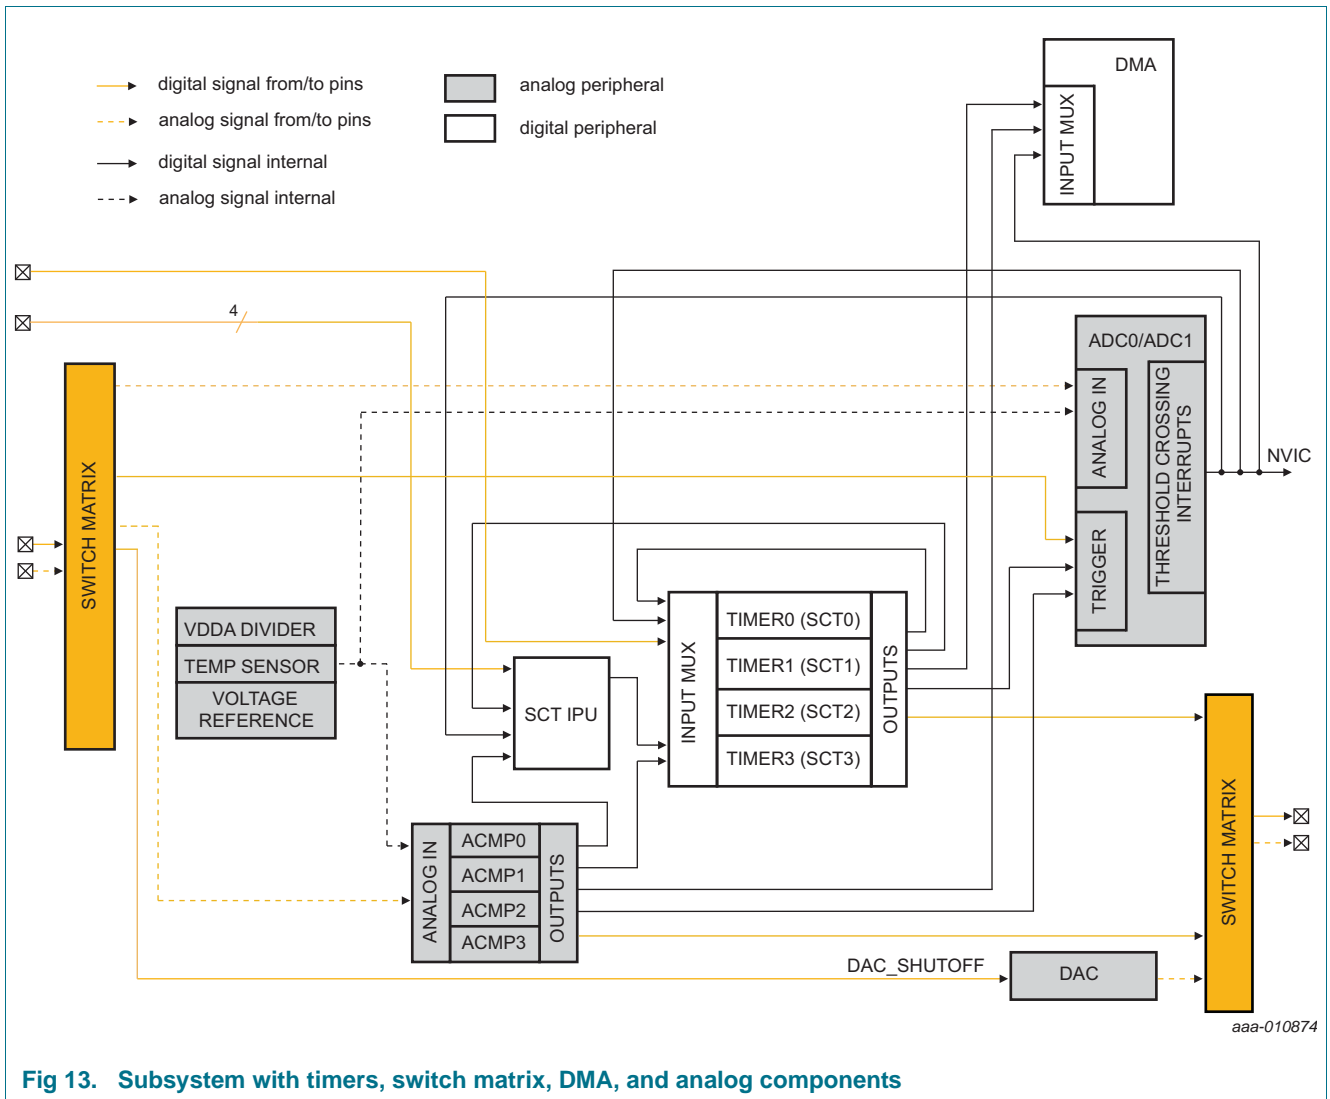 digital signal from/to pins
analog signal from/to pins
digital signal internal
analog signal internal
analog peripheral
digital peripheral
DMA
INPUT MUX
4
ADC0/ADC1
ANALOG IN
THRESHOLD CROSSING
INTERRUPTS
TRIGGER
NVIC
SWITCH MATRIX
VDDA DIVIDER
TEMP SENSOR
VOLTAGE
REFERENCE
SCT IPU
INPUT MUX
TIMER0 (SCT0)
TIMER1 (SCT1)
TIMER2 (SCT2)
TIMER3 (SCT3)
OUTPUTS
ANALOG IN
ACMP0
ACMP1
ACMP2
ACMP3
OUTPUTS
DAC_SHUTOFF
DAC
SWITCH MATRIX
aaa-010874
Fig 13. Subsystem with timers, switch matrix, DMA, and analog components